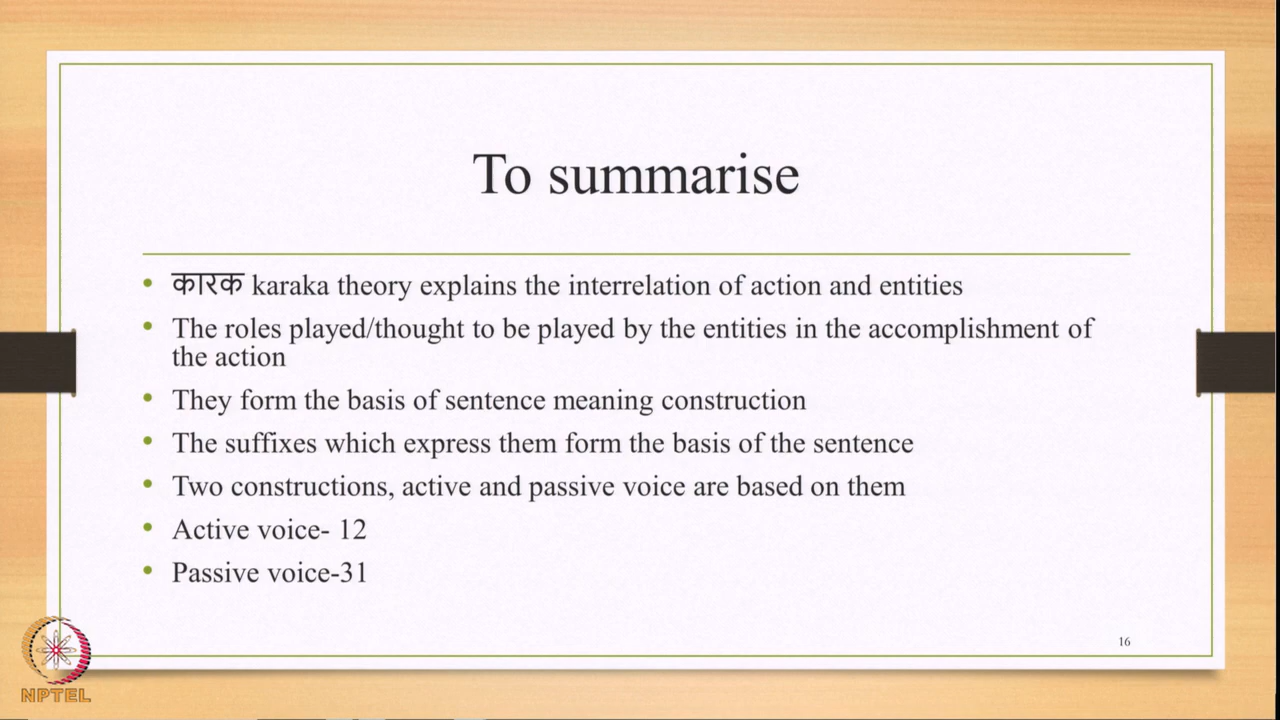 To summarise
कारक karaka theory explains the interrelation of action and entities
The roles played/thought to be played by the entities in the accomplishment of
the action
They form the basis of sentence meaning construction
The suffixes which express them form the basis of the sentence
Two constructions, active and passive voice are based on them
Active voice- 12
Passive voice-31
16
NPTEL